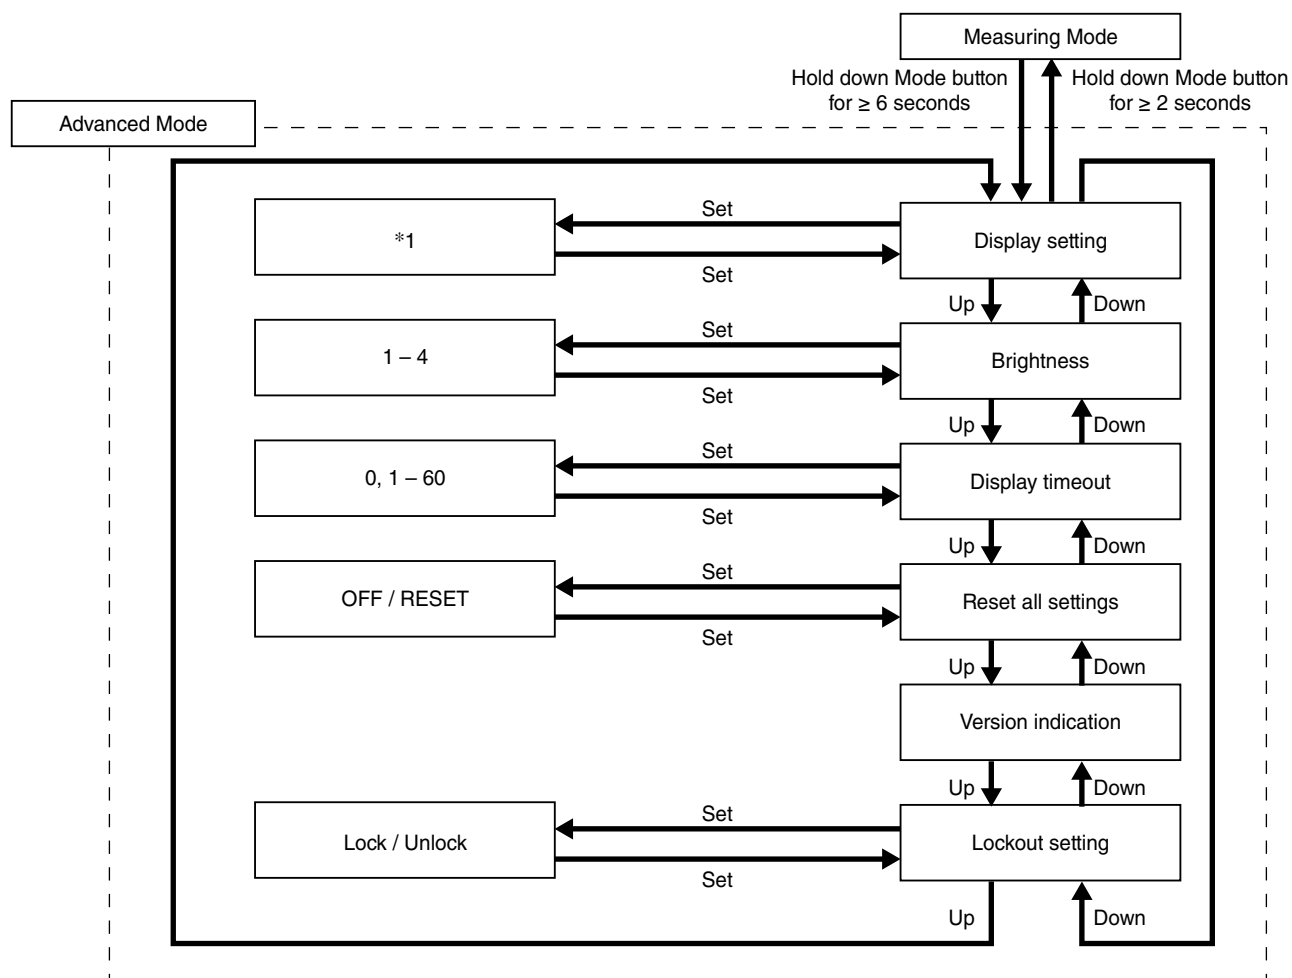 Measuring Mode
Hold down Mode button
for ≥ 6 seconds
Hold down Mode button
for ≥ 2 seconds
Advanced Mode
Set
*1
Display setting
Set
Up
Down
Set
1 – 4
Brightness
Set
Up
Down
Set
0, 1 – 60
Display timeout
Set
Up
Down
Set
OFF / RESET
Reset all settings
Set
Up
Down
Version indication
Up
Down
Set
Lock / Unlock
Lockout setting
Set
Up
Down